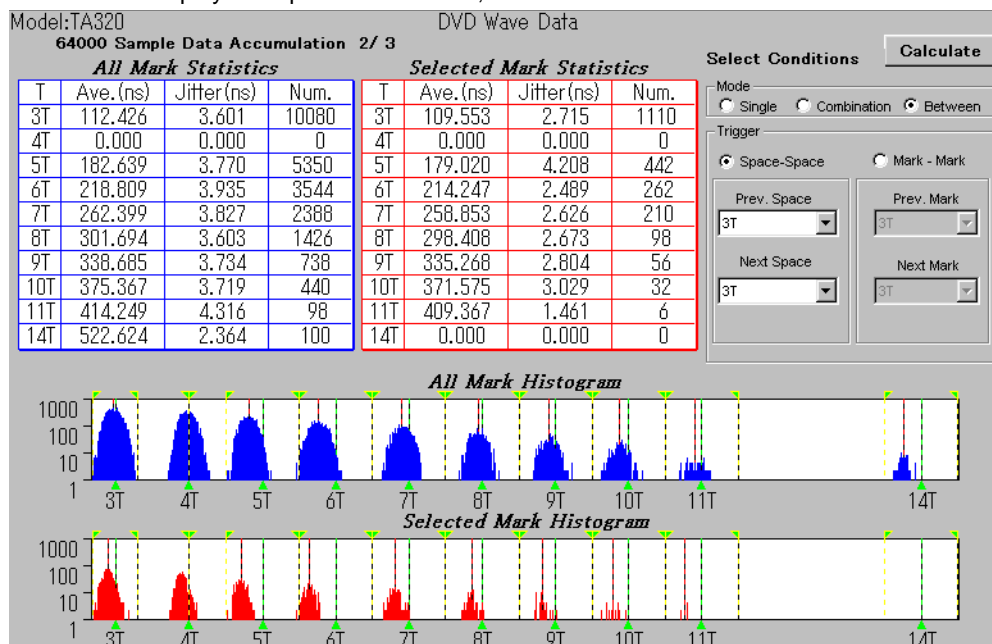 Model:TA320 DVD Wave Data
64000 Sample Data Accumulation 2/ 3
All Mark Statistics
T Ave.(ns) Jitter(ns) Num.
3T 112.426 3.601 10080
4T 0.000 0.000 0
5T 182.639 3.770 5350
6T 218.809 3.935 3544
7T 262.399 3.827 2388
8T 301.694 3.603 1426
9T 338.685 3.734 738
10T 375.367 3.719 440
11T 414.249 4.316 98
14T 522.624 2.364 100
Selected Mark Statistics
T Ave.(ns) Jitter(ns) Num.
3T 109.553 2.715 1110
4T 0.000 0.000 0
5T 179.020 4.208 442
6T 214.247 2.489 262
7T 258.853 2.626 210
8T 298.408 2.673 98
9T 335.268 2.804 56
10T 371.575 3.029 32
11T 409.367 1.461 6
14T 0.000 0.000 0
Select Conditions Calculate
Mode
Single Combination Between
Trigger
Space-Space Mark - Mark
Prev. Space Prev. Mark
3T 3T
Next Space Next Mark
3T 3T
All Mark Histogram
1000
100
10
1
3T 4T 5T 6T 7T 8T 9T 10T 11T 14T
Selected Mark Histogram
1000
100
10
1
3T 4T 5T 6T 7T 8T 9T 10T 11T 14T